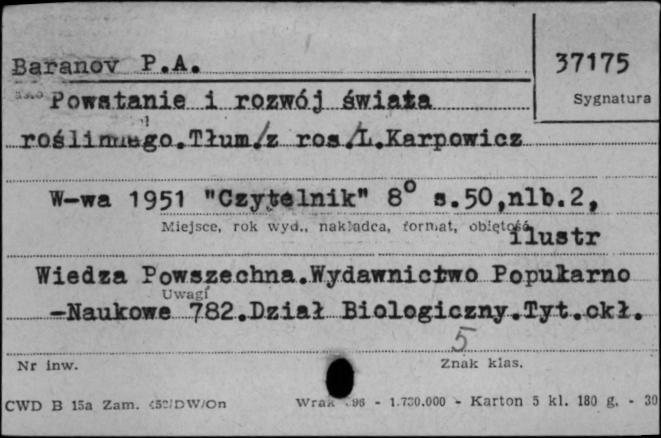 Baranov P.A.
37175
Sygnatura
Powstanie i rozwój świata
roślinnego.Tłum/z ros/Ł.Karpowicz
W-wa 1951 "Czytelnik" 8° s.50,nlb.2,
Miejsce, rok wyd., nakładca, format, objętość
ilustr
Wiedza Powszechna.Wydawnictwo Popularno
Uwagi
-Naukowe 782.Dział Biologiczny.Tyt.okł.
5
Nr inw.
Znak klas.
CWD B 15a Zam. /DW/On
- 1.730.000 - Karton 5 kl. 180 g. - 30